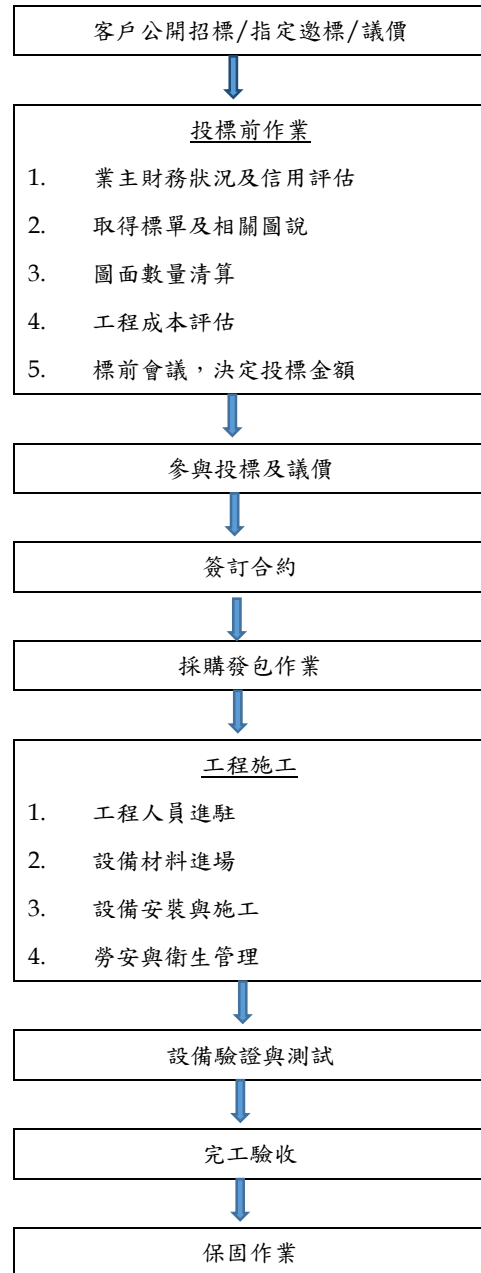 客戶公開招標/指定邀標/議價
投標前作業
1. 業主財務狀況及信用評估
2. 取得標單及相關圖說
3. 圖面數量清算
4. 工程成本評估
5. 標前會議，決定投標金額
參與投標及議價
簽訂合約
採購發包作業
工程施工
1. 工程人員進駐
2. 設備材料進場
3. 設備安裝與施工
4. 勞安與衛生管理
設備驗證與測試
完工驗收
保固作業